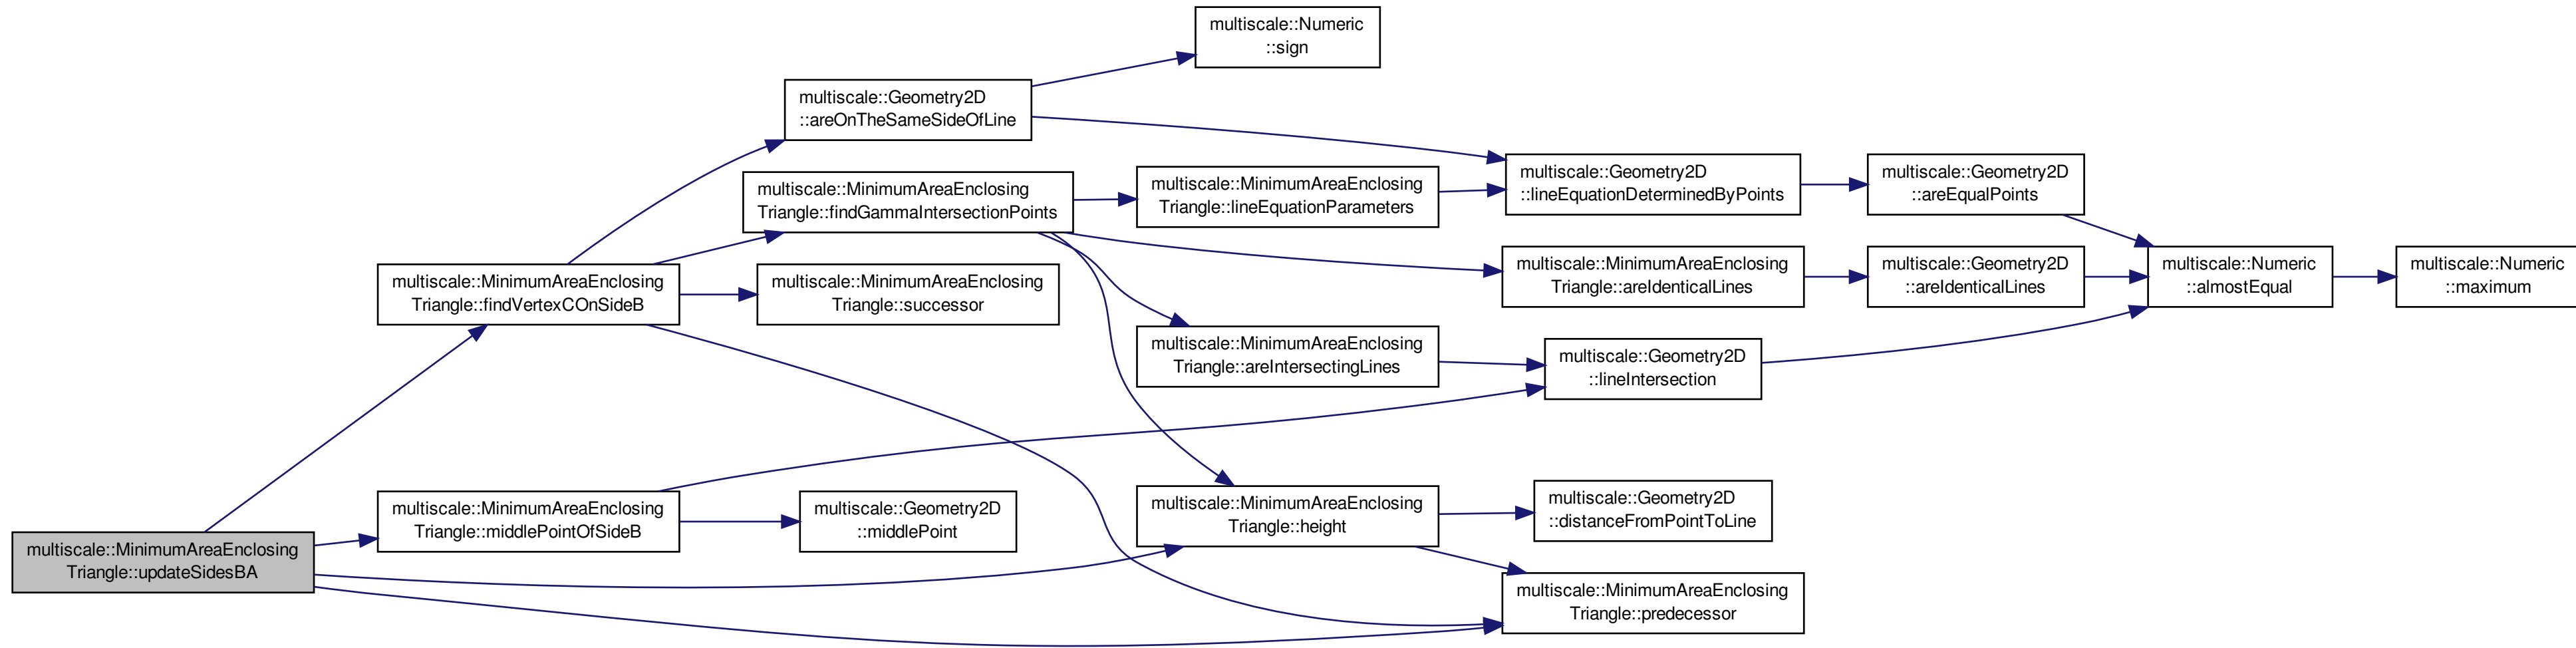 multiscale::Numeric
::sign
multiscale::Geometry2D
::areOnTheSameSideOfLine
multiscale::Geometry2D
::lineEquationDeterminedByPoints
multiscale::Geometry2D
::areEqualPoints
multiscale::MinimumAreaEnclosing
Triangle::findGammaIntersectionPoints
multiscale::MinimumAreaEnclosing
Triangle::lineEquationParameters
multiscale::MinimumAreaEnclosing
Triangle::findVertexCOnSideB
multiscale::MinimumAreaEnclosing
Triangle::successor
multiscale::MinimumAreaEnclosing
Triangle::areIdenticalLines
multiscale::Geometry2D
::areIdenticalLines
multiscale::Numeric
::almostEqual
multiscale::Numeric
::maximum
multiscale::MinimumAreaEnclosing
Triangle::areIntersectingLines
multiscale::Geometry2D
::lineIntersection
multiscale::MinimumAreaEnclosing
Triangle::middlePointOfSideB
multiscale::Geometry2D
::middlePoint
multiscale::MinimumAreaEnclosing
Triangle::height
multiscale::Geometry2D
::distanceFromPointToLine
multiscale::MinimumAreaEnclosing
Triangle::updateSidesBA
multiscale::MinimumAreaEnclosing
Triangle::predecessor